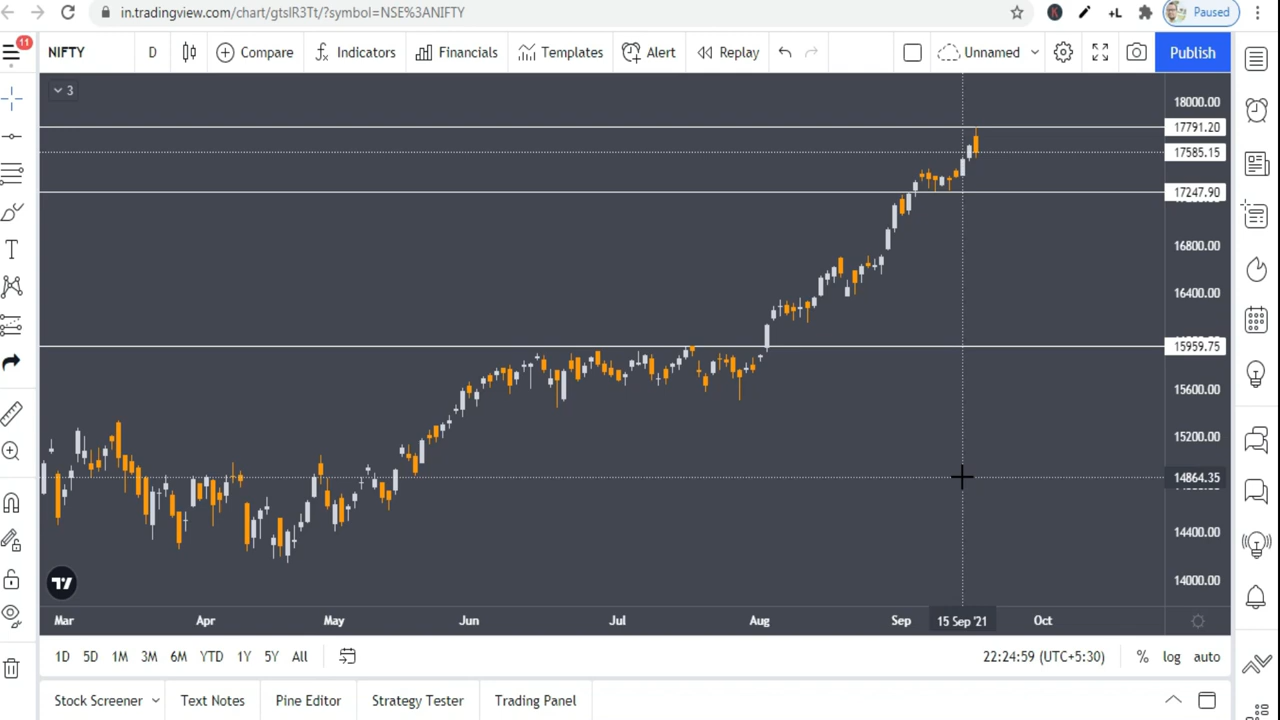 in.tradingview.com/chart/gtslR3Tt/?symbol=NSE%3ANIFTY
K
+L
Paused
11
NIFTY
D
Compare
Indicators
Financials
Templates
Alert
Replay
Unnamed
Publish
3
18000.00
17791.20
17585.15
17247.90
16800.00
16400.00
15959.75
15600.00
15200.00
14864.35
14400.00
14000.00
Mar Apr May Jun Jul Aug Sep 15 Sep '21 Oct
1D 5D 1M 3M 6M YTD 1Y 5Y All
22:24:59 (UTC+5:30) % log auto
Stock Screener Text Notes Pine Editor Strategy Tester Trading Panel